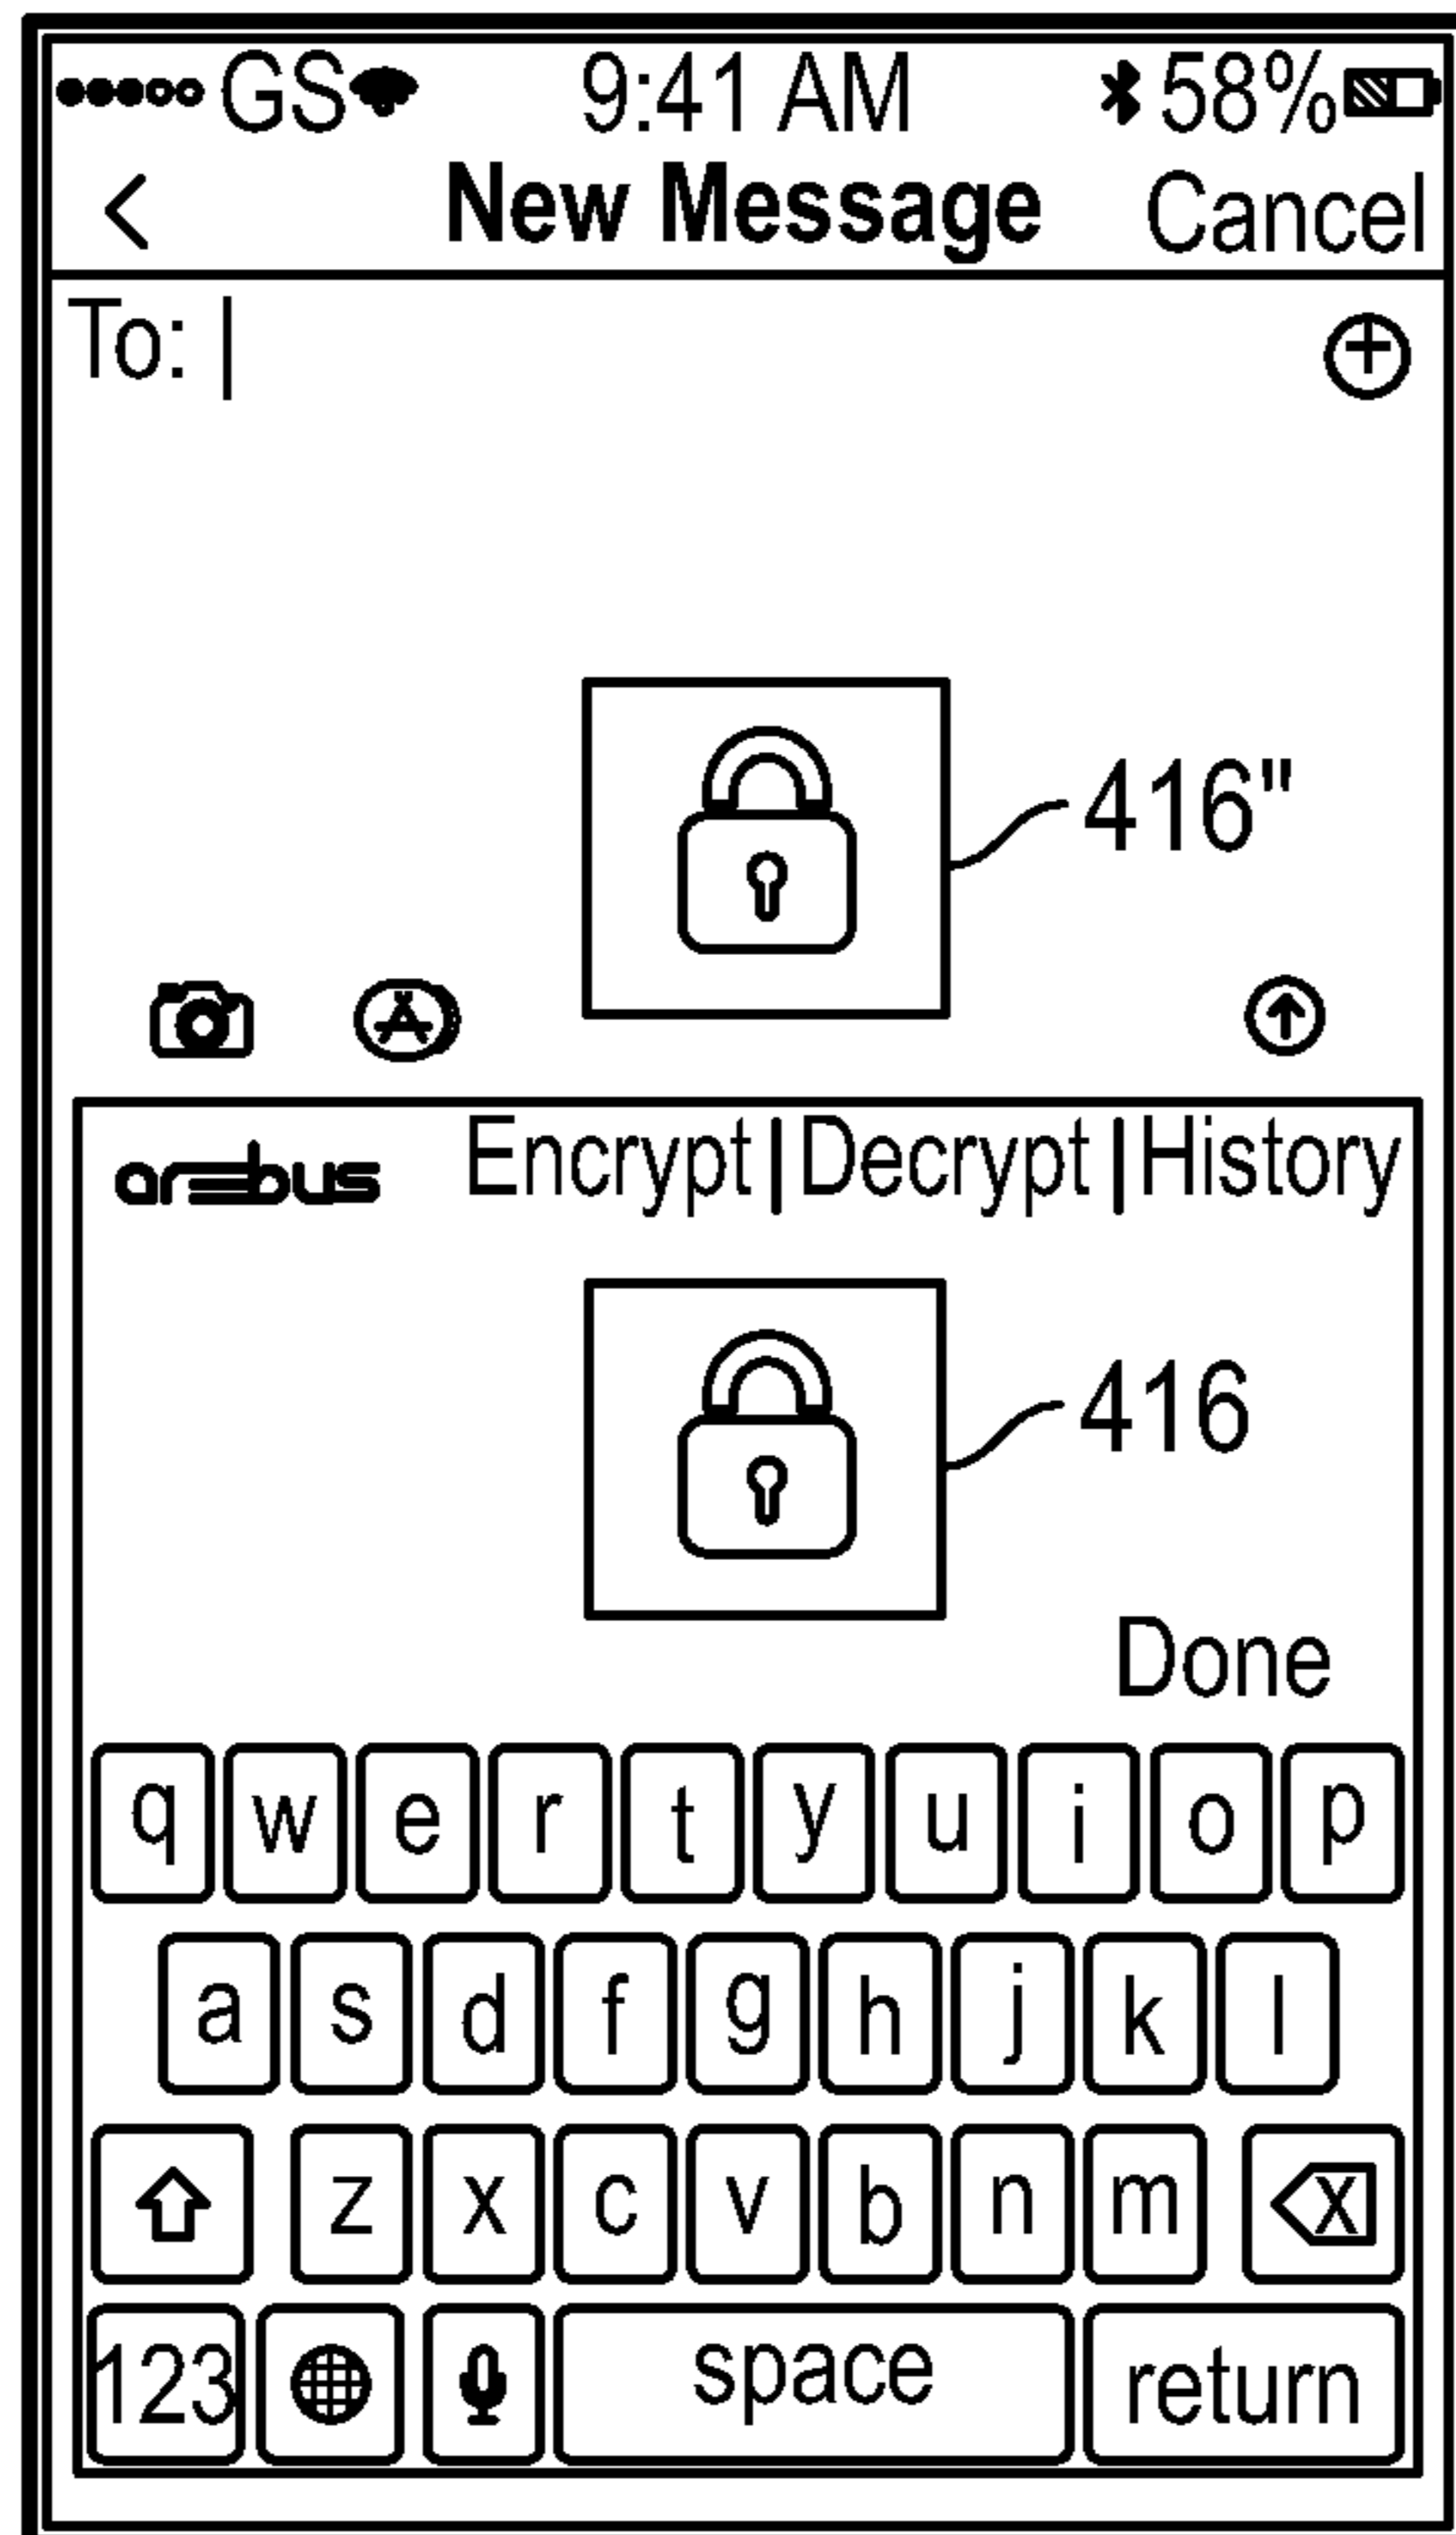 GS 9:41 AM 58%
< New Message Cancel
To:
416"
Encrypt | Decrypt | History
416
Done
q w e r t y u i o p
a s d f g h j k l
z x c v b n m X
123 space return